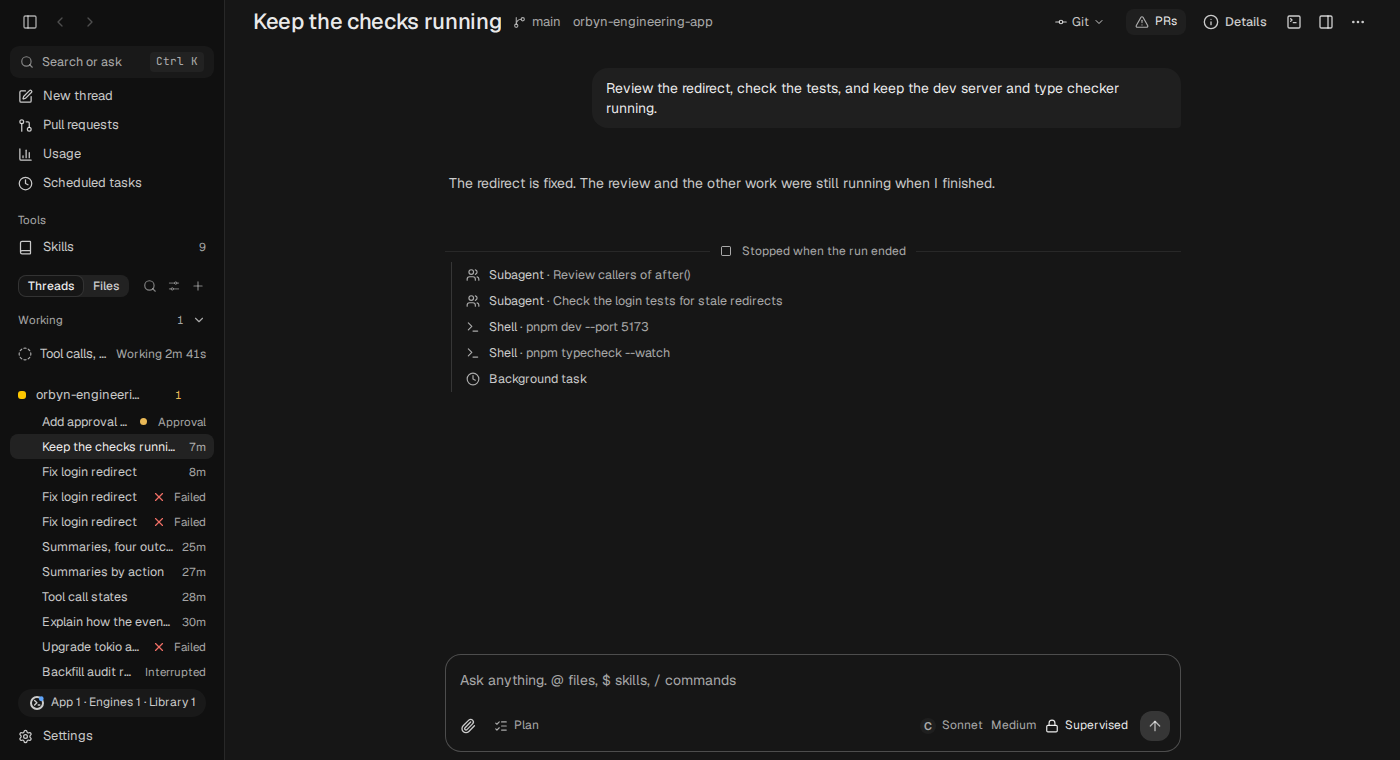 Keep the checks running
main
orbyn-engineering-app
Git
PRs
Details
Search or ask
Ctrl K
New thread
Pull requests
Usage
Scheduled tasks
Tools
Skills
9
Threads
Files
Working
1
Tool calls, …
Working 2m 41s
orbyn-engineeri…
1
Add approval …
Approval
Keep the checks runni…
7m
Fix login redirect
8m
Fix login redirect
Failed
Fix login redirect
Failed
Summaries, four outc…
25m
Summaries by action
27m
Tool call states
28m
Explain how the even…
30m
Upgrade tokio a…
Failed
Backfill audit r…
Interrupted
App 1 · Engines 1 · Library 1
Settings
Review the redirect, check the tests, and keep the dev server and type checker
running.
The redirect is fixed. The review and the other work were still running when I finished.
Stopped when the run ended
Subagent · Review callers of after()
Subagent · Check the login tests for stale redirects
Shell · pnpm dev --port 5173
Shell · pnpm typecheck --watch
Background task
Ask anything. @ files, $ skills, / commands
Plan
C
Sonnet
Medium
Supervised